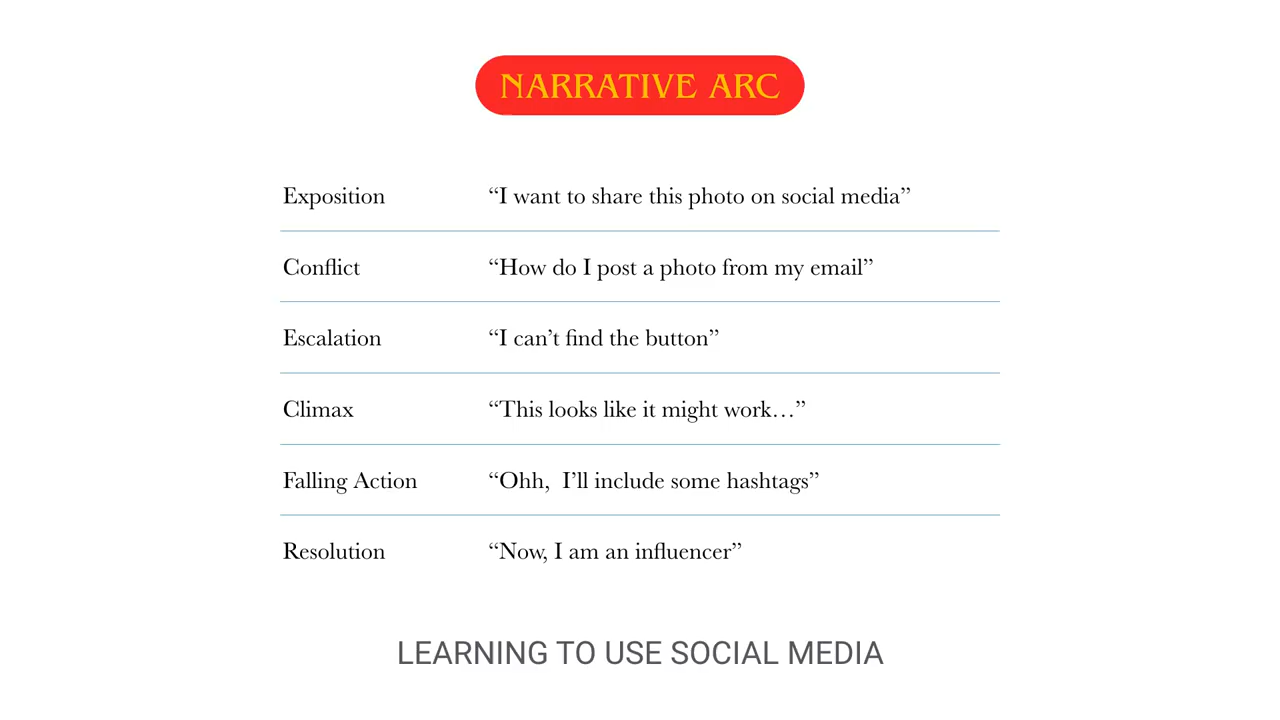 NARRATIVE ARC
Exposition “I want to share this photo on social media”
Conflict “How do I post a photo from my email”
Escalation “I can’t find the button”
Climax “This looks like it might work…”
Falling Action “Ohh,  I’ll include some hashtags”
Resolution “Now, I am an influencer”
LEARNING TO USE SOCIAL MEDIA